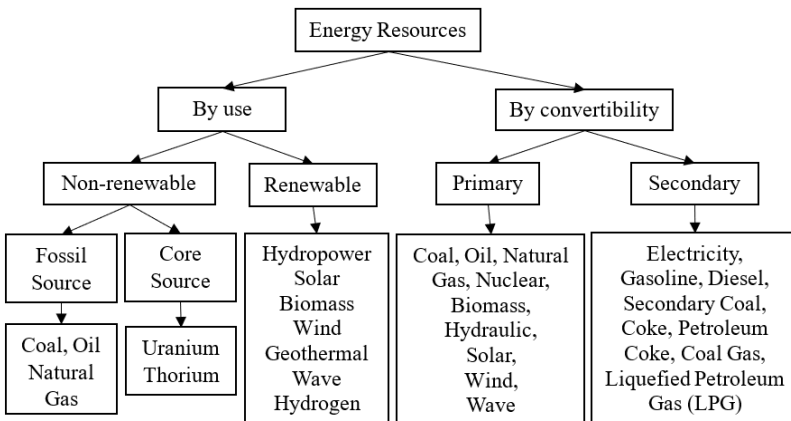 Energy Resources
By use
By convertibility
Non-renewable
Renewable
Primary
Secondary
Fossil
Source
Core
Source
Coal, Oil
Natural
Gas
Uranium
Thorium
Hydropower
Solar
Biomass
Wind
Geothermal
Wave
Hydrogen
Coal, Oil, Natural
Gas, Nuclear,
Biomass,
Hydraulic,
Solar,
Wind,
Wave
Electricity,
Gasoline, Diesel,
Secondary Coal,
Coke, Petroleum
Coke, Coal Gas,
Liquefied Petroleum
Gas (LPG)